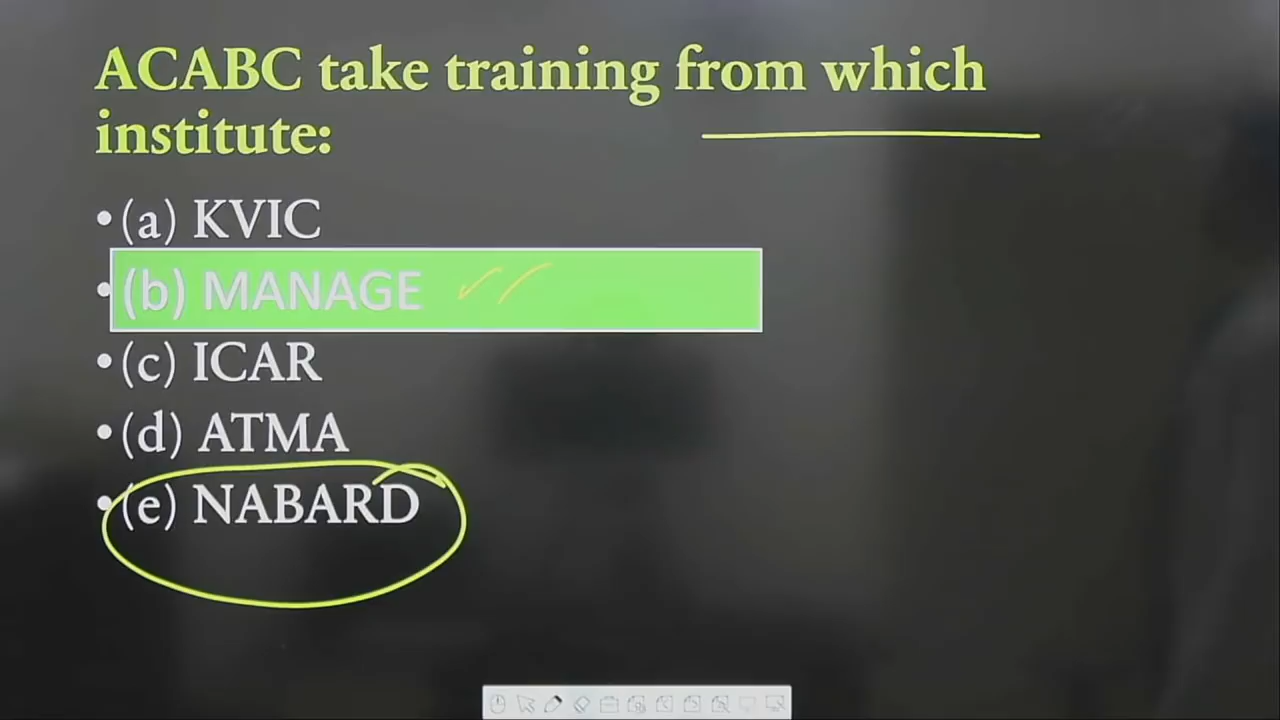 ACABC take training from which
institute:
• (a) KVIC
• (b) MANAGE
• (c) ICAR
• (d) ATMA
• (e) NABARD